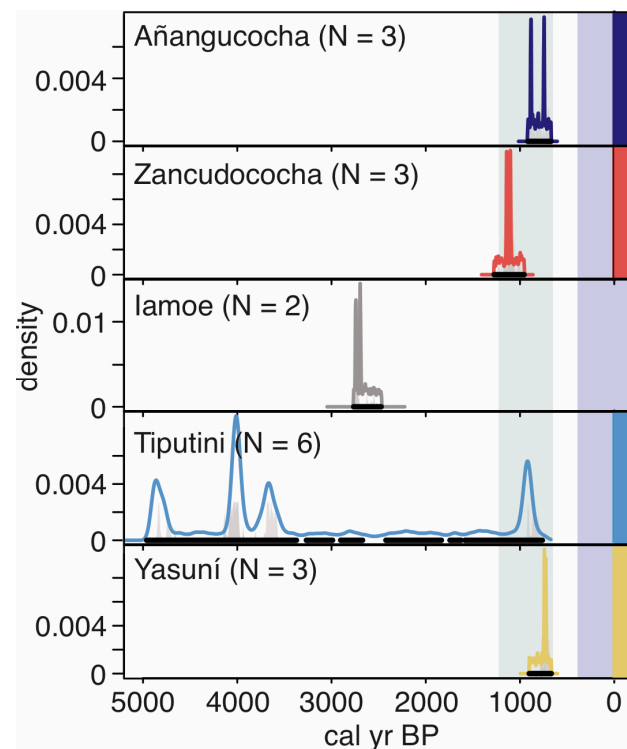 Añangucocha (N = 3)
0.004
0
Zancudococha (N = 3)
0.004
0
Iamoe (N = 2)
0.01
0
density
Tiputini (N = 6)
0.004
0
Yasuní (N = 3)
0.004
0
5000 4000 3000 2000 1000 0
cal yr BP